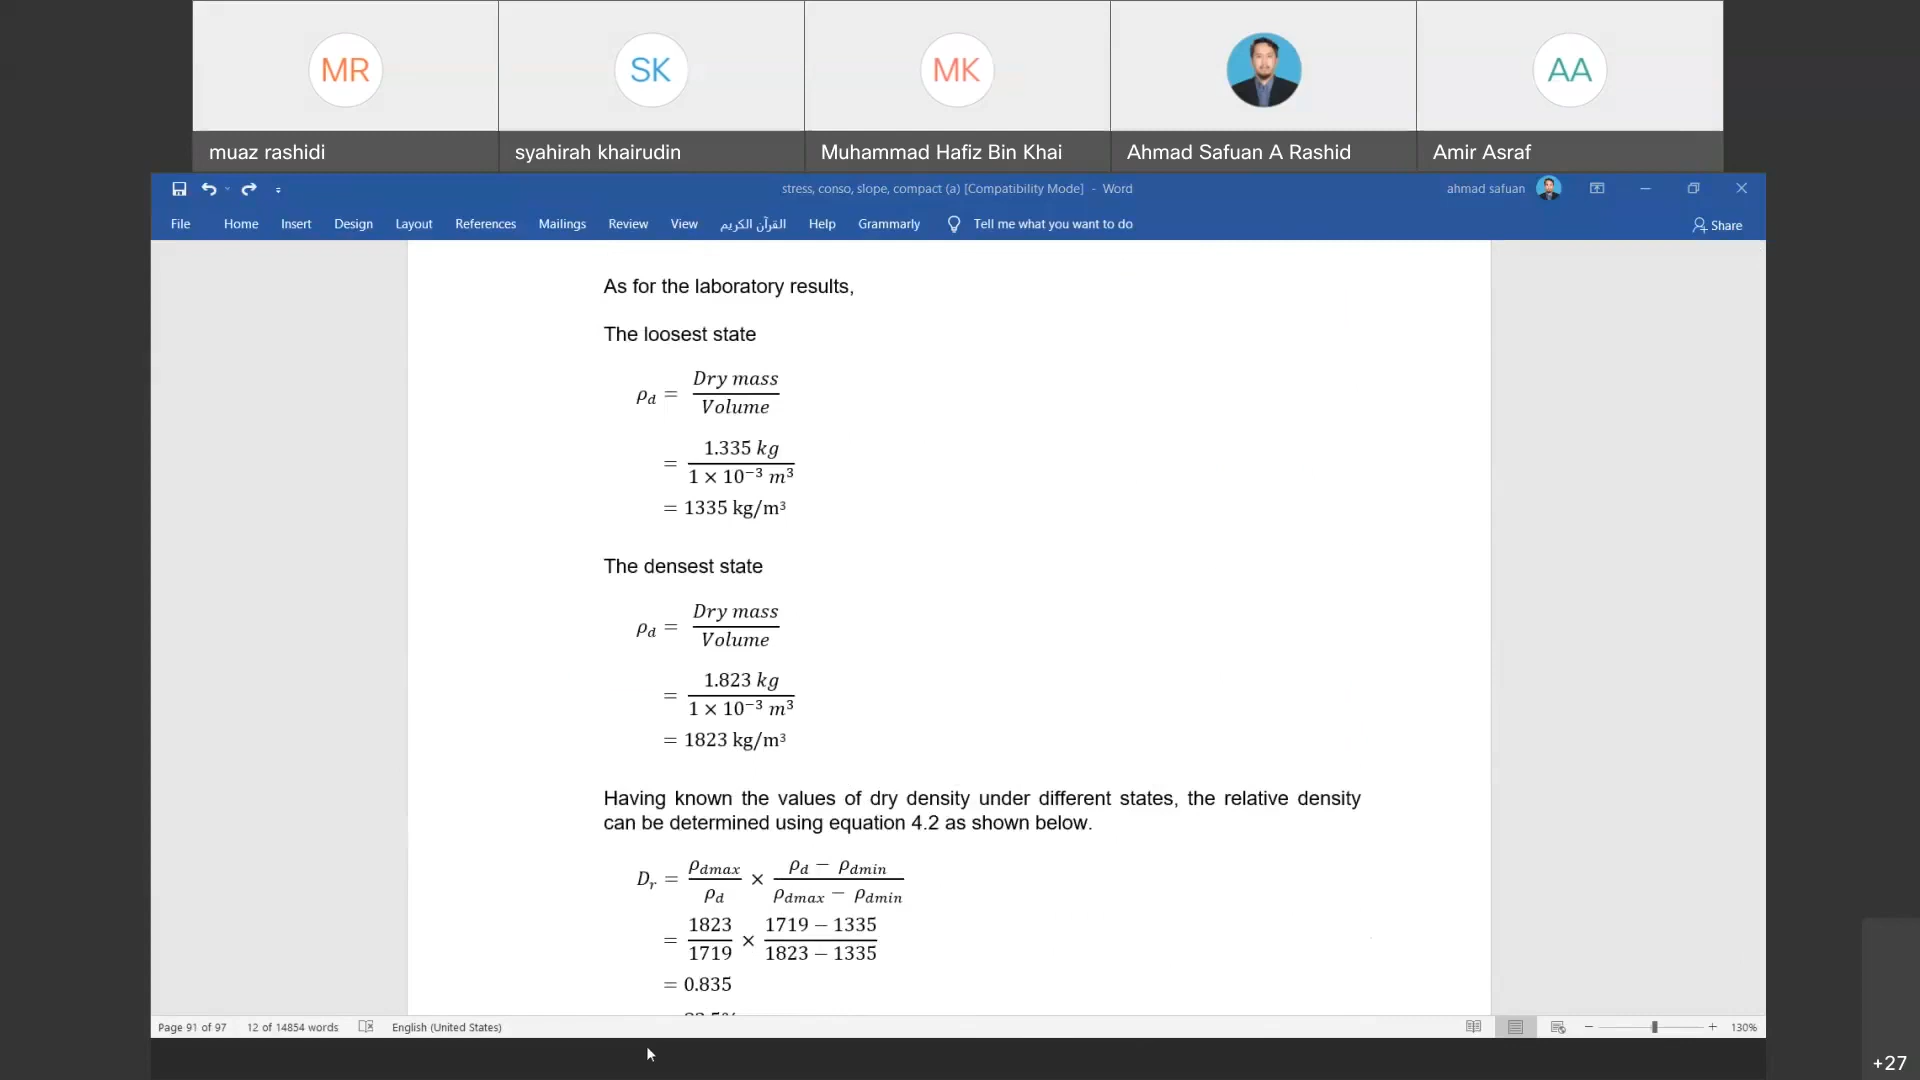 MR
SK
MK
AA
muaz rashidi
syahirah khairudin
Muhammad Hafiz Bin Khai
Ahmad Safuan A Rashid
Amir Asraf
stress, conso, slope, compact (a) [Compatibility Mode] - Word
ahmad safuan
File Home Insert Design Layout References Mailings Review View القرآن الكريم Help Grammarly Tell me what you want to do Share
As for the laboratory results,
The loosest state
ρd = Dry mass / Volume
= 1.335 kg / 1 × 10⁻³ m³
= 1335 kg/m³
The densest state
ρd = Dry mass / Volume
= 1.823 kg / 1 × 10⁻³ m³
= 1823 kg/m³
Having known the values of dry density under different states, the relative density
can be determined using equation 4.2 as shown below.
Dr = ρdmax / ρd × ρd − ρdmin / ρdmax − ρdmin
= 1823 / 1719 × 1719 − 1335 / 1823 − 1335
= 0.835
Page 91 of 97 12 of 14854 words English (United States) 130%
+27